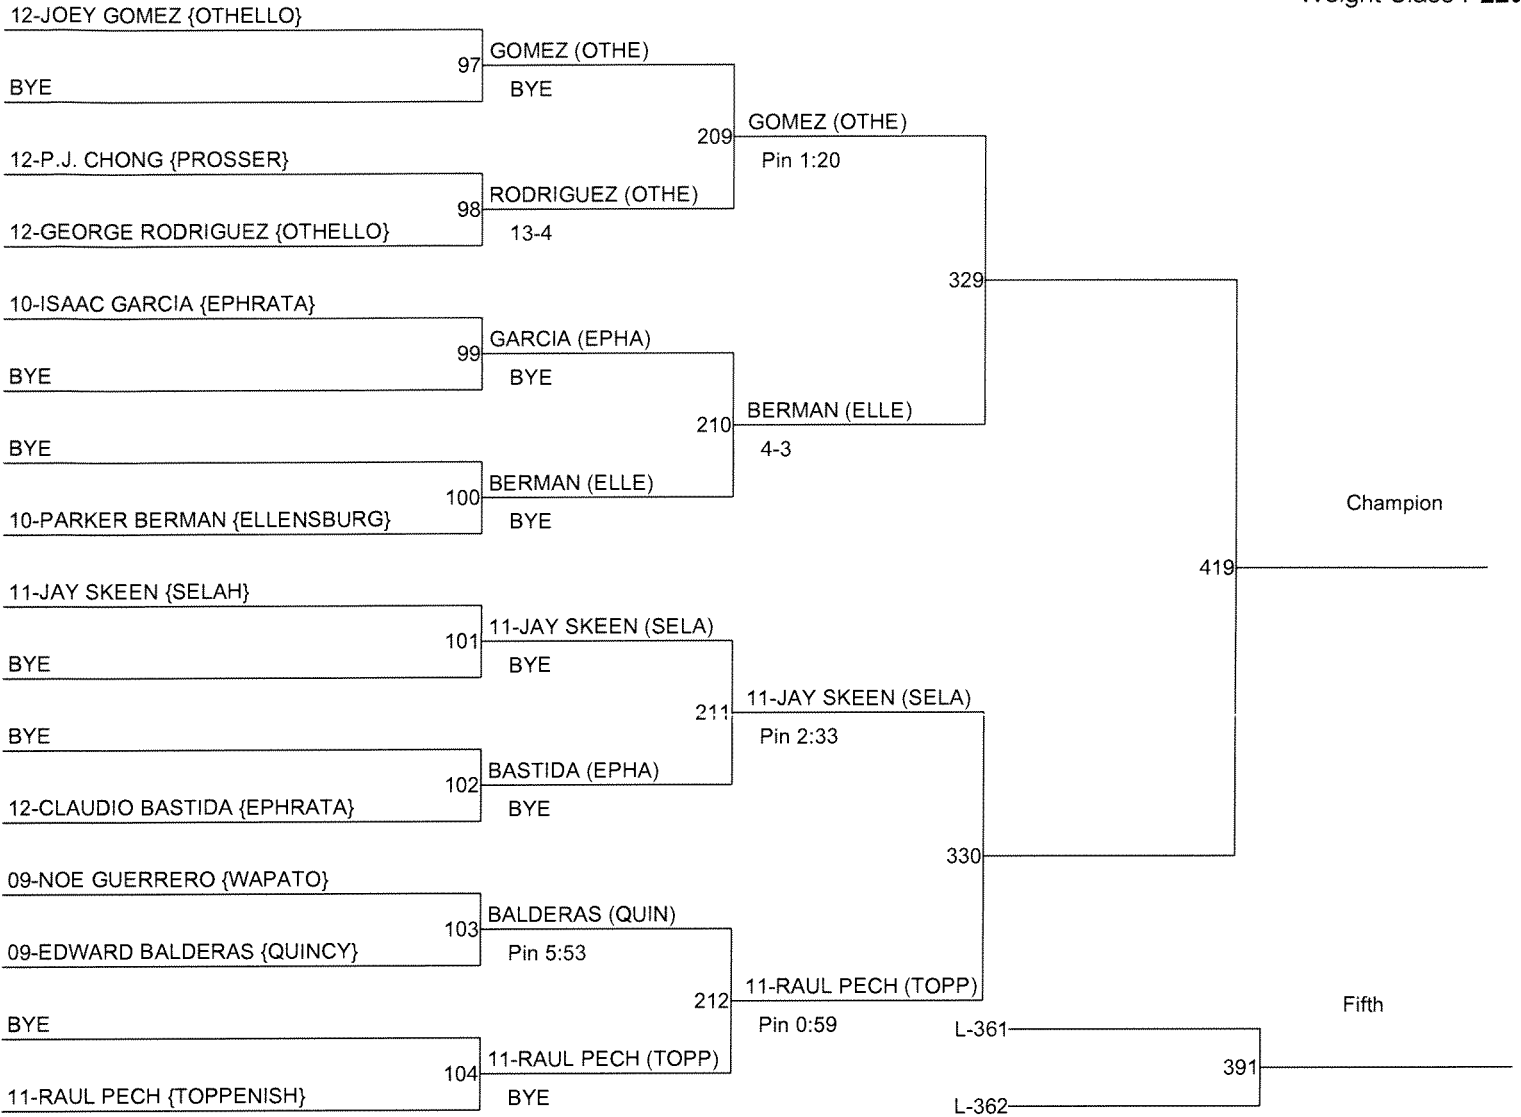 12-JOEY GOMEZ {OTHELLO}
BYE
12-P.J. CHONG {PROSSER}
12-GEORGE RODRIGUEZ {OTHELLO}
10-ISAAC GARCIA {EPHRATA}
BYE
BYE
10-PARKER BERMAN {ELLENSBURG}
11-JAY SKEEN {SELAH}
BYE
BYE
12-CLAUDIO BASTIDA {EPHRATA}
09-NOE GUERRERO {WAPATO}
09-EDWARD BALDERAS {QUINCY}
BYE
11-RAUL PECH {TOPPENISH}
97
GOMEZ (OTHE)
BYE
98
RODRIGUEZ (OTHE)
13-4
99
GARCIA (EPHA)
BYE
100
BERMAN (ELLE)
BYE
101
11-JAY SKEEN (SELA)
BYE
102
BASTIDA (EPHA)
BYE
103
BALDERAS (QUIN)
Pin 5:53
104
11-RAUL PECH (TOPP)
BYE
209
GOMEZ (OTHE)
Pin 1:20
210
BERMAN (ELLE)
4-3
211
11-JAY SKEEN (SELA)
Pin 2:33
212
11-RAUL PECH (TOPP)
Pin 0:59
329
330
419
Champion
Fifth
L-361
391
L-362